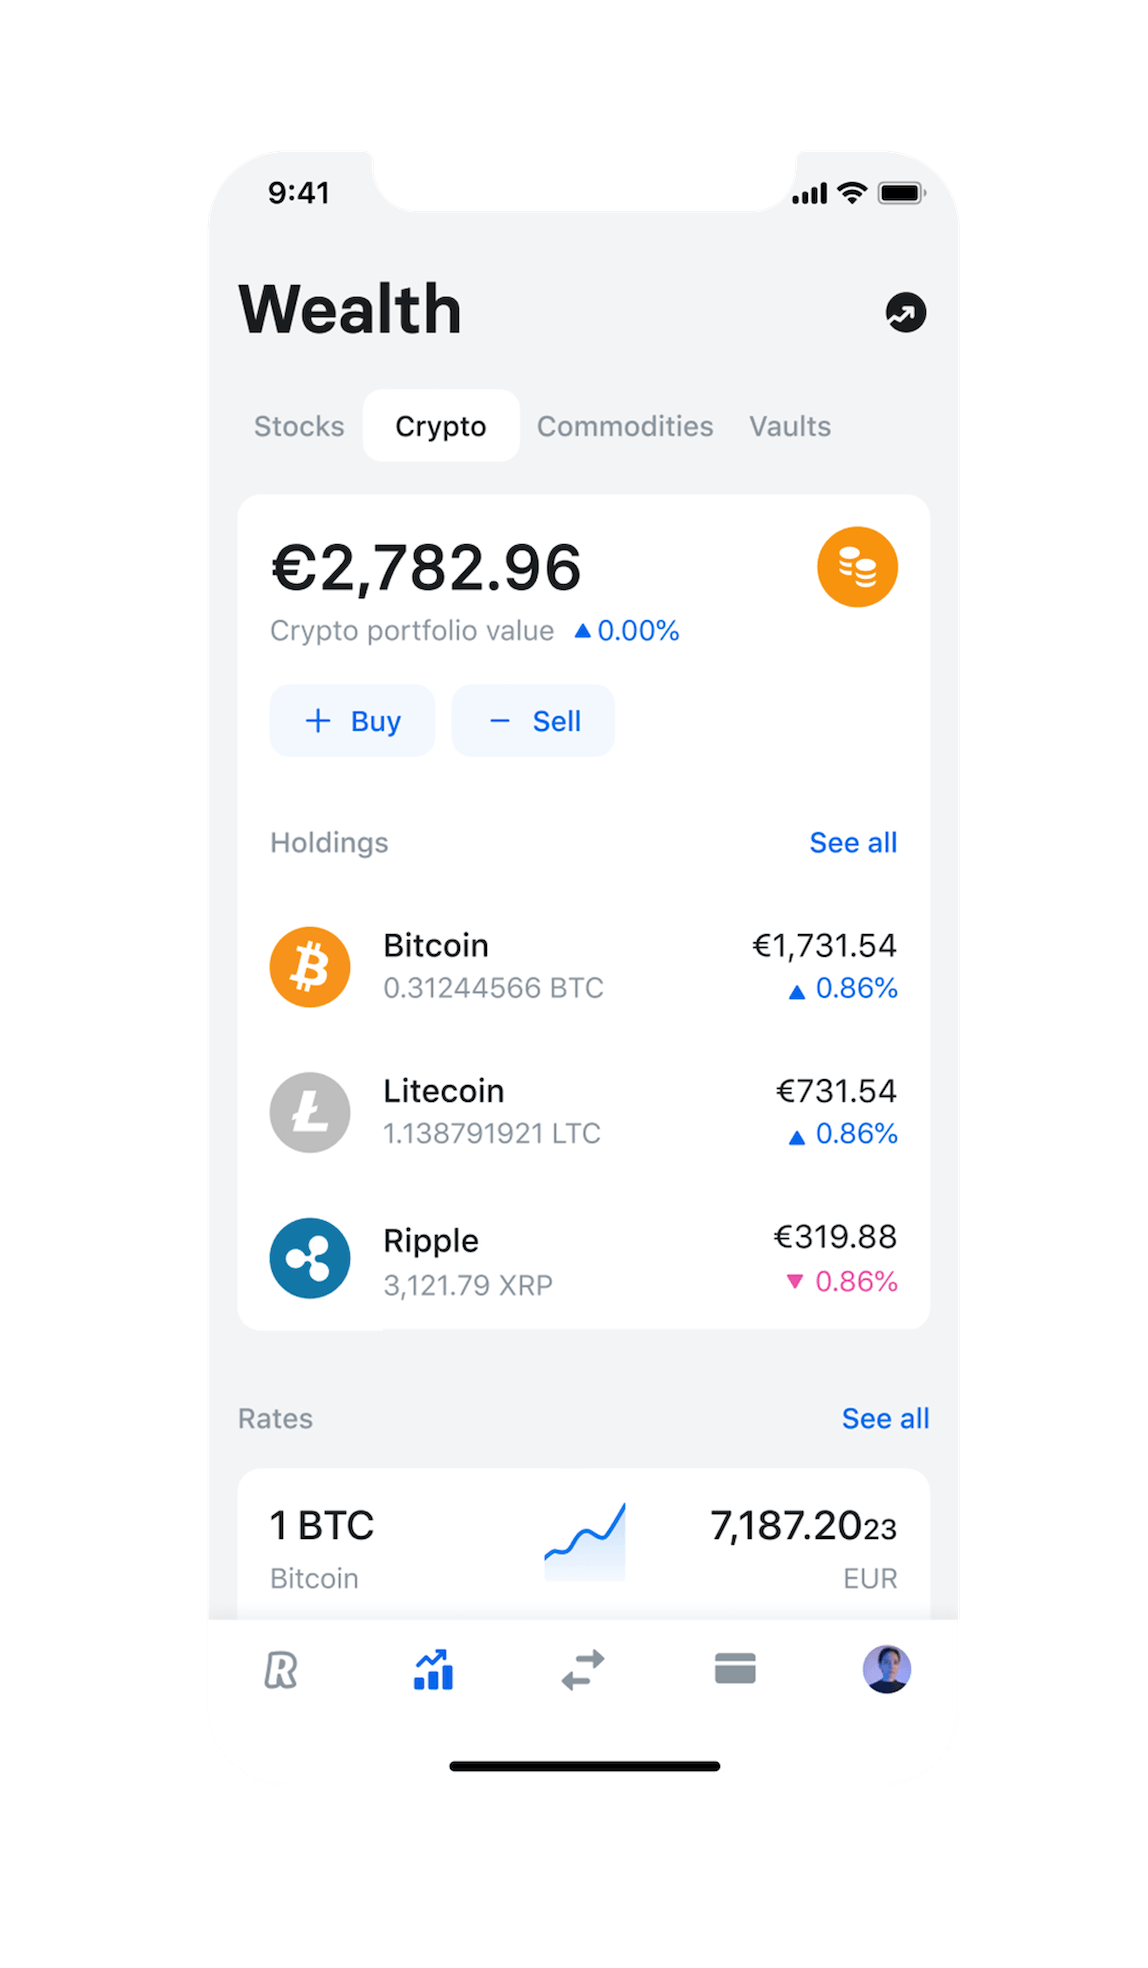 9:41
Wealth
Stocks Crypto Commodities Vaults
€2,782.96
Crypto portfolio value ▲ 0.00%
+ Buy − Sell
Holdings See all
Bitcoin €1,731.54
0.31244566 BTC ▲ 0.86%
Litecoin €731.54
1.138791921 LTC ▲ 0.86%
Ripple €319.88
3,121.79 XRP ▼ 0.86%
Rates See all
1 BTC 7,187.2023
Bitcoin EUR
R